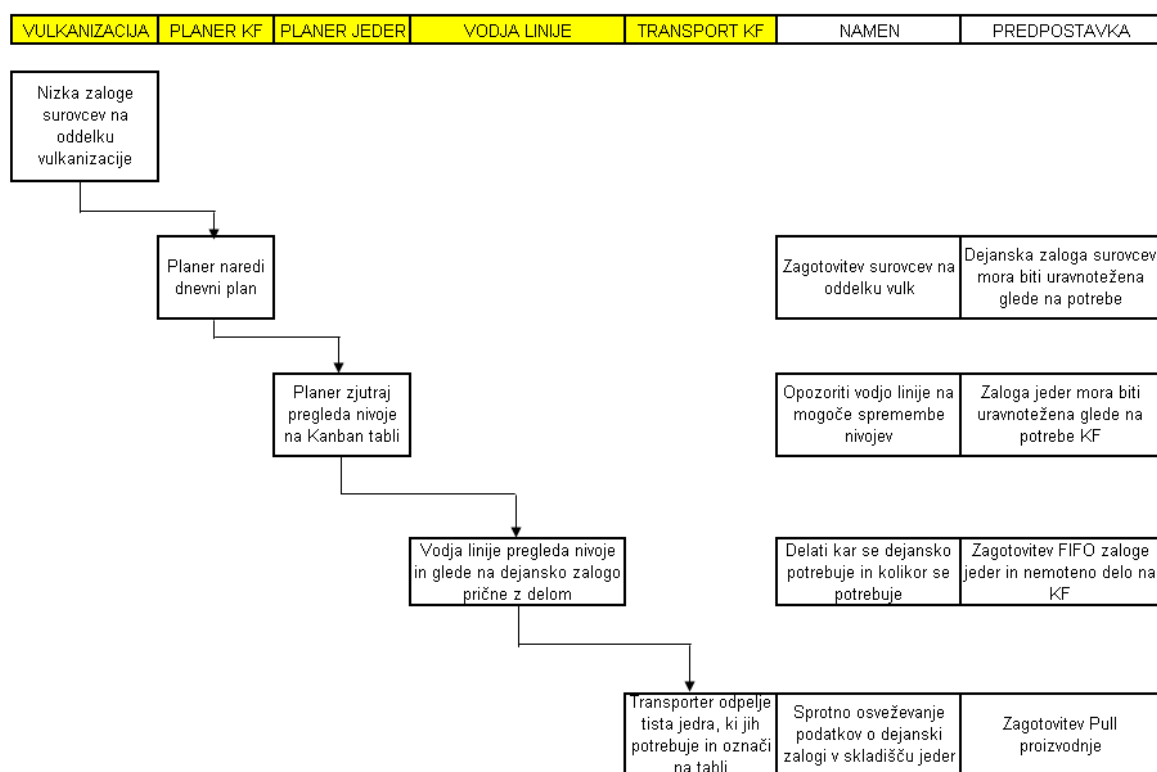 VULKANIZACIJA PLANER KF PLANER JEDER VODJA LINIJE TRANSPORT KF NAMEN PREDPOSTAVKA
Nizka zaloge
surovcev na
oddelku
vulkanizacije
Planer naredi
dnevni plan
Zagotovitev surovcev na
oddelku vulk
Dejanska zaloga surovcev
mora biti uravnotežena
glede na potrebe
Planer zjutraj
pregleda nivoje
na Kanban tabli
Opozoriti vodjo linije na
mogoče spremembe
nivojev
Zaloga jeder mora biti
uravnotežena glede na
potrebe KF
Vodja linije pregleda nivoje
in glede na dejansko zalogo
prične z delom
Delati kar se dejansko
potrebuje in kolikor se
potrebuje
Zagotovitev FIFO zaloge
jeder in nemoteno delo na
KF
Transporter odpelje
tista jedra, ki jih
potrebuje in označi
na tabli
Sprotno osveževanje
podatkov o dejanski
zalogi v skladišču jeder
Zagotovitev Pull
proizvodnje